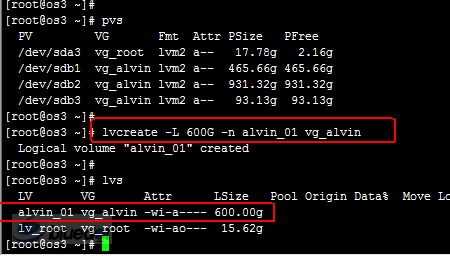 [root@os3 ~]#
[root@os3 ~]# pvs
PV VG Fmt Attr PSize PFree
/dev/sda3 vg_root lvm2 a-- 17.78g 2.16g
/dev/sdb1 vg_alvin lvm2 a-- 465.66g 465.66g
/dev/sdb2 vg_alvin lvm2 a-- 931.32g 931.32g
/dev/sdb3 vg_alvin lvm2 a-- 93.13g 93.13g
[root@os3 ~]#
[root@os3 ~]# lvcreate -L 600G -n alvin_01 vg_alvin
Logical volume "alvin_01" created
[root@os3 ~]#
[root@os3 ~]# lvs
LV VG Attr LSize Pool Origin Data% Move Lo
alvin_01 vg_alvin -wi-a---- 600.00g
lv_root vg_root -wi-ao--- 15.62g
[root@os3 ~]#